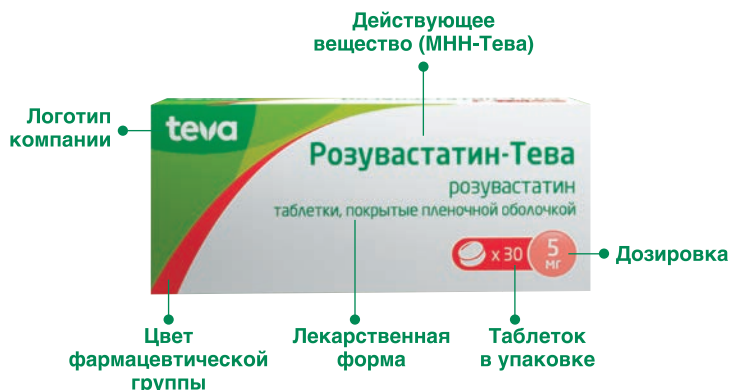 Действующее
вещество (МНН-Тева)
Логотип
компании
teva
Розувастатин-Тева
розувастатин
таблетки, покрытые пленочной оболочкой
x 30
5
мг
Дозировка
Цвет
фармацевтической
группы
Лекарственная
форма
Таблеток
в упаковке